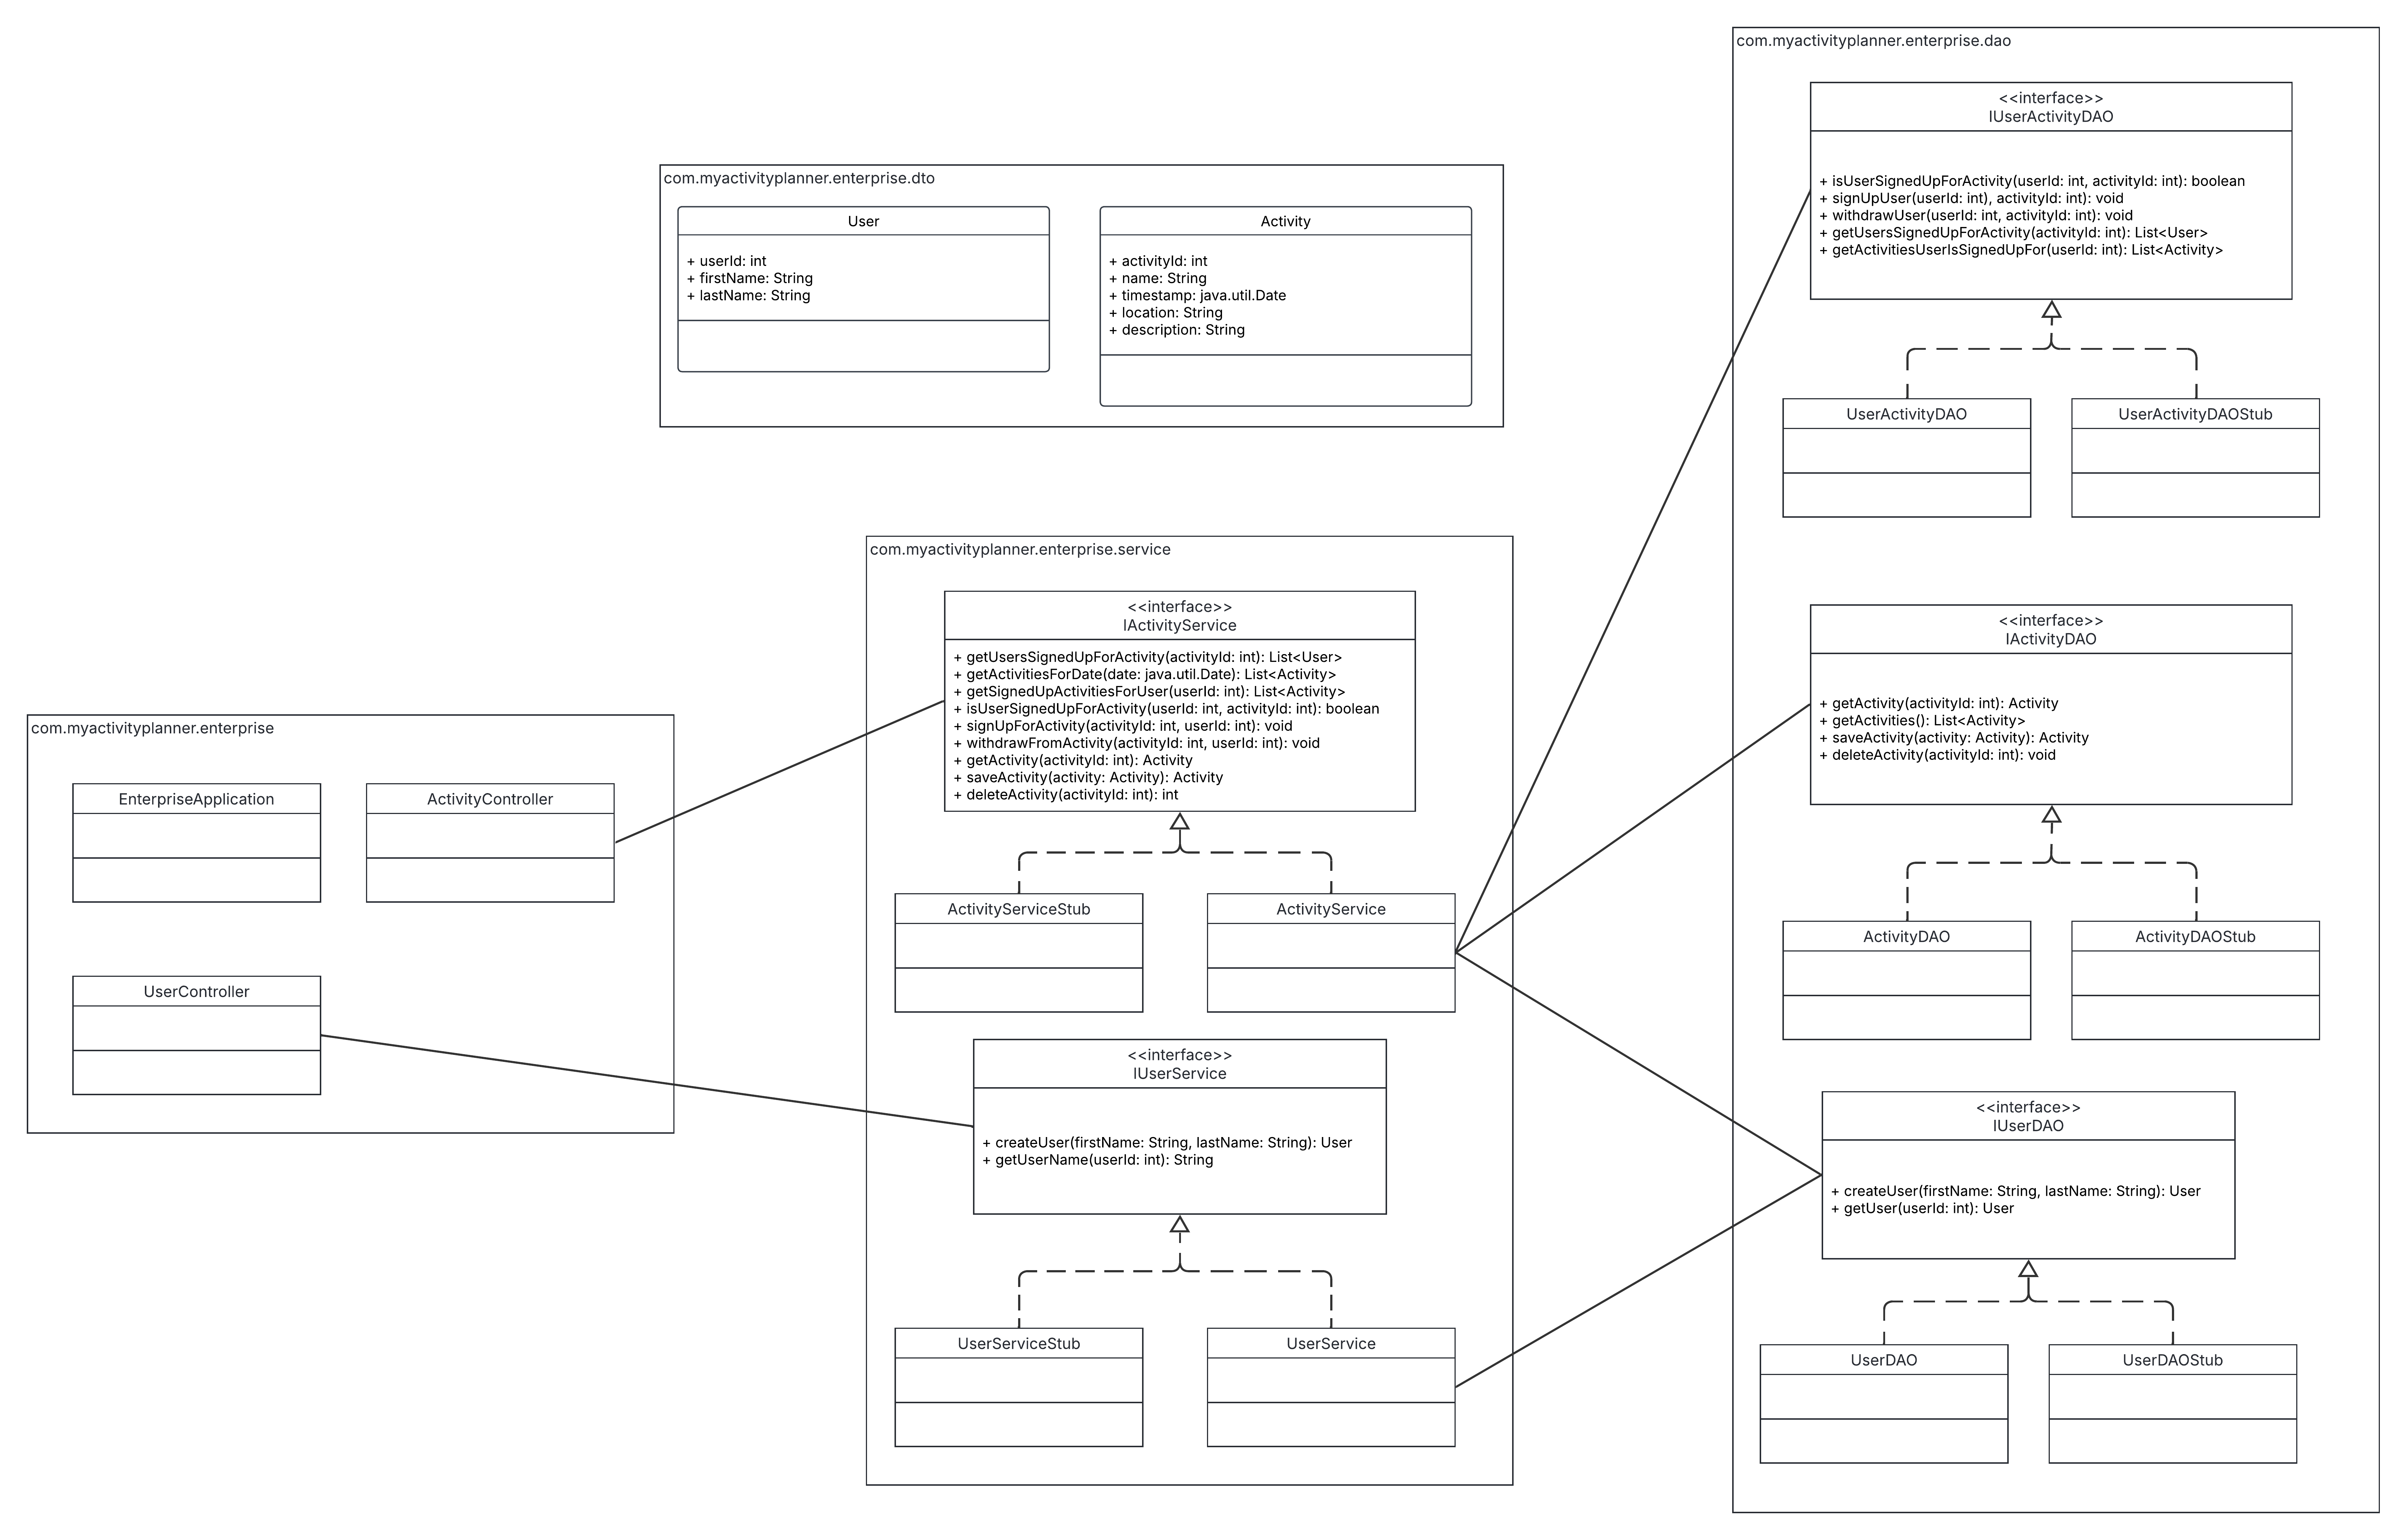 com.myactivityplanner.enterprise.dao
<<interface>>
IUserActivityDAO
+ isUserSignedUpForActivity(userId: int, activityId: int): boolean
+ signUpUser(userId: int), activityId: int): void
+ withdrawUser(userId: int, activityId: int): void
+ getUsersSignedUpForActivity(activityId: int): List<User>
+ getActivitiesUserIsSignedUpFor(userId: int): List<Activity>
UserActivityDAO
UserActivityDAOStub
<<interface>>
IActivityDAO
+ getActivity(activityId: int): Activity
+ getActivities(): List<Activity>
+ saveActivity(activity: Activity): Activity
+ deleteActivity(activityId: int): void
ActivityDAO
ActivityDAOStub
<<interface>>
IUserDAO
+ createUser(firstName: String, lastName: String): User
+ getUser(userId: int): User
UserDAO
UserDAOStub
com.myactivityplanner.enterprise.dto
User
+ userId: int
+ firstName: String
+ lastName: String
Activity
+ activityId: int
+ name: String
+ timestamp: java.util.Date
+ location: String
+ description: String
com.myactivityplanner.enterprise.service
<<interface>>
IActivityService
+ getUsersSignedUpForActivity(activityId: int): List<User>
+ getActivitiesForDate(date: java.util.Date): List<Activity>
+ getSignedUpActivitiesForUser(userId: int): List<Activity>
+ isUserSignedUpForActivity(userId: int, activityId: int): boolean
+ signUpForActivity(activityId: int, userId: int): void
+ withdrawFromActivity(activityId: int, userId: int): void
+ getActivity(activityId: int): Activity
+ saveActivity(activity: Activity): Activity
+ deleteActivity(activityId: int): int
ActivityServiceStub
ActivityService
<<interface>>
IUserService
+ createUser(firstName: String, lastName: String): User
+ getUserName(userId: int): String
UserServiceStub
UserService
com.myactivityplanner.enterprise
EnterpriseApplication
ActivityController
UserController